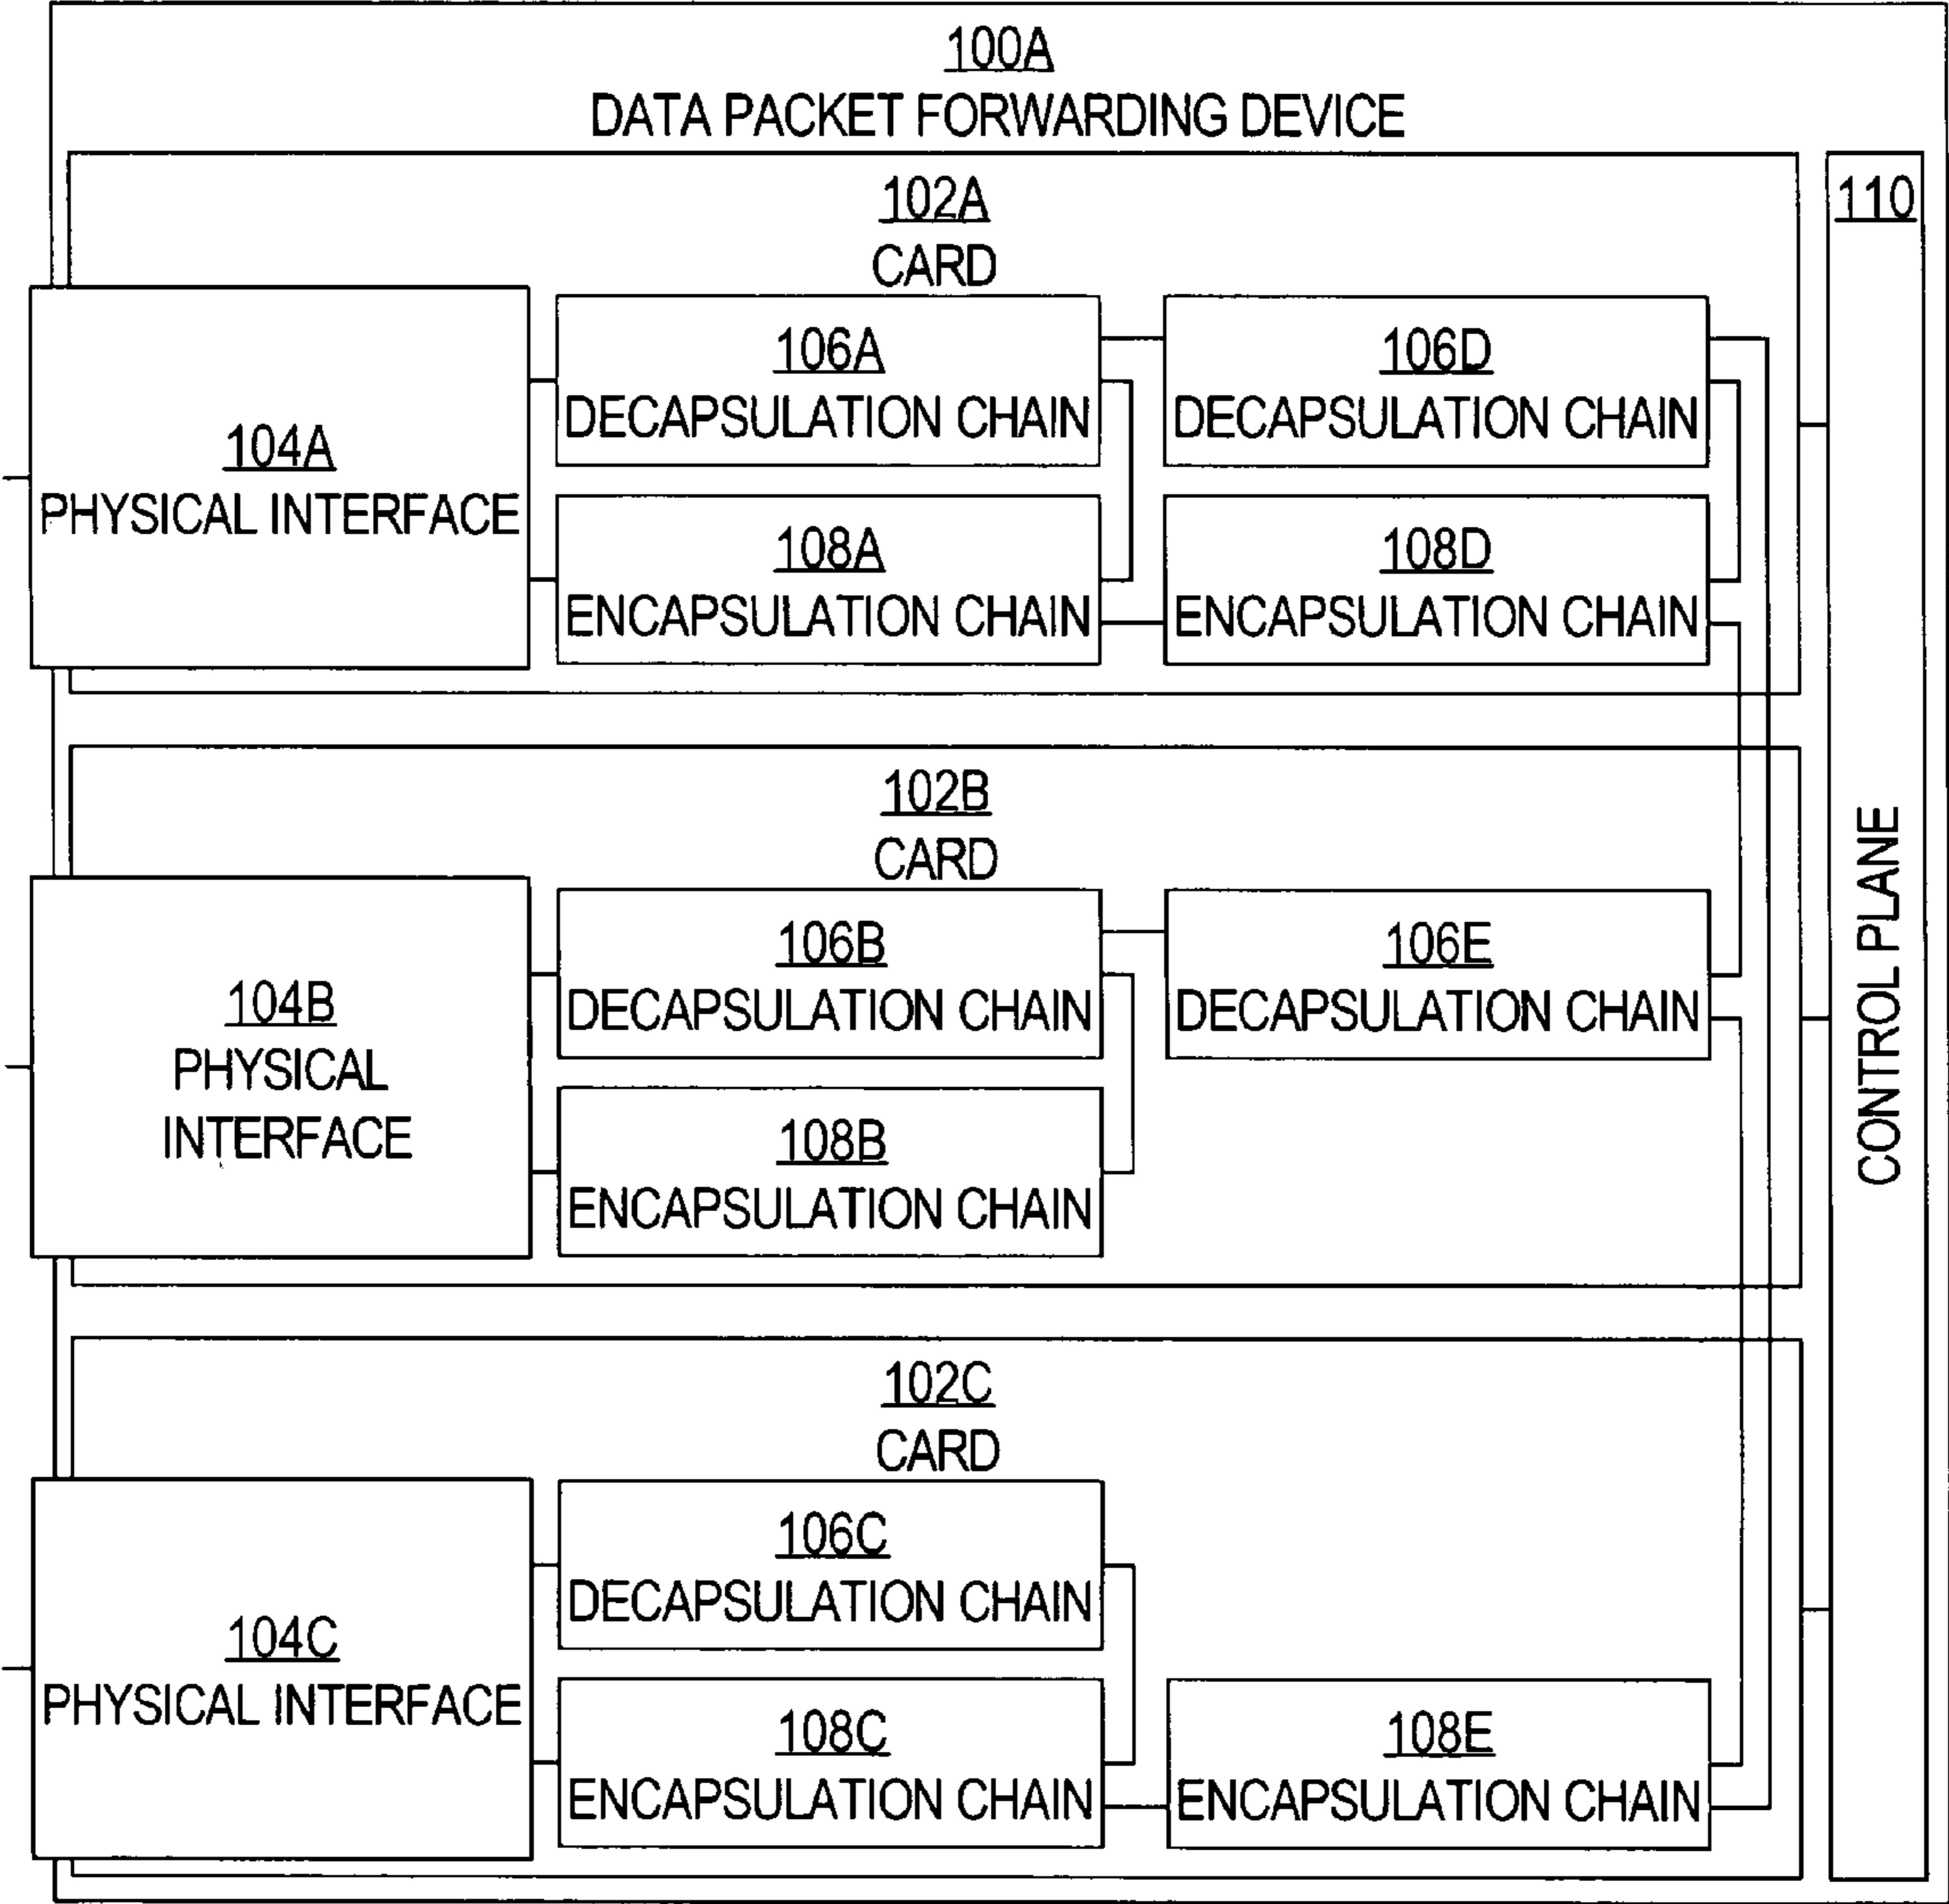 100A
DATA PACKET FORWARDING DEVICE
102A
CARD
104A
PHYSICAL INTERFACE
106A
DECAPSULATION CHAIN
106D
DECAPSULATION CHAIN
108A
ENCAPSULATION CHAIN
108D
ENCAPSULATION CHAIN
102B
CARD
104B
PHYSICAL
INTERFACE
106B
DECAPSULATION CHAIN
106E
DECAPSULATION CHAIN
108B
ENCAPSULATION CHAIN
102C
CARD
104C
PHYSICAL INTERFACE
106C
DECAPSULATION CHAIN
108C
ENCAPSULATION CHAIN
108E
ENCAPSULATION CHAIN
110
CONTROL PLANE